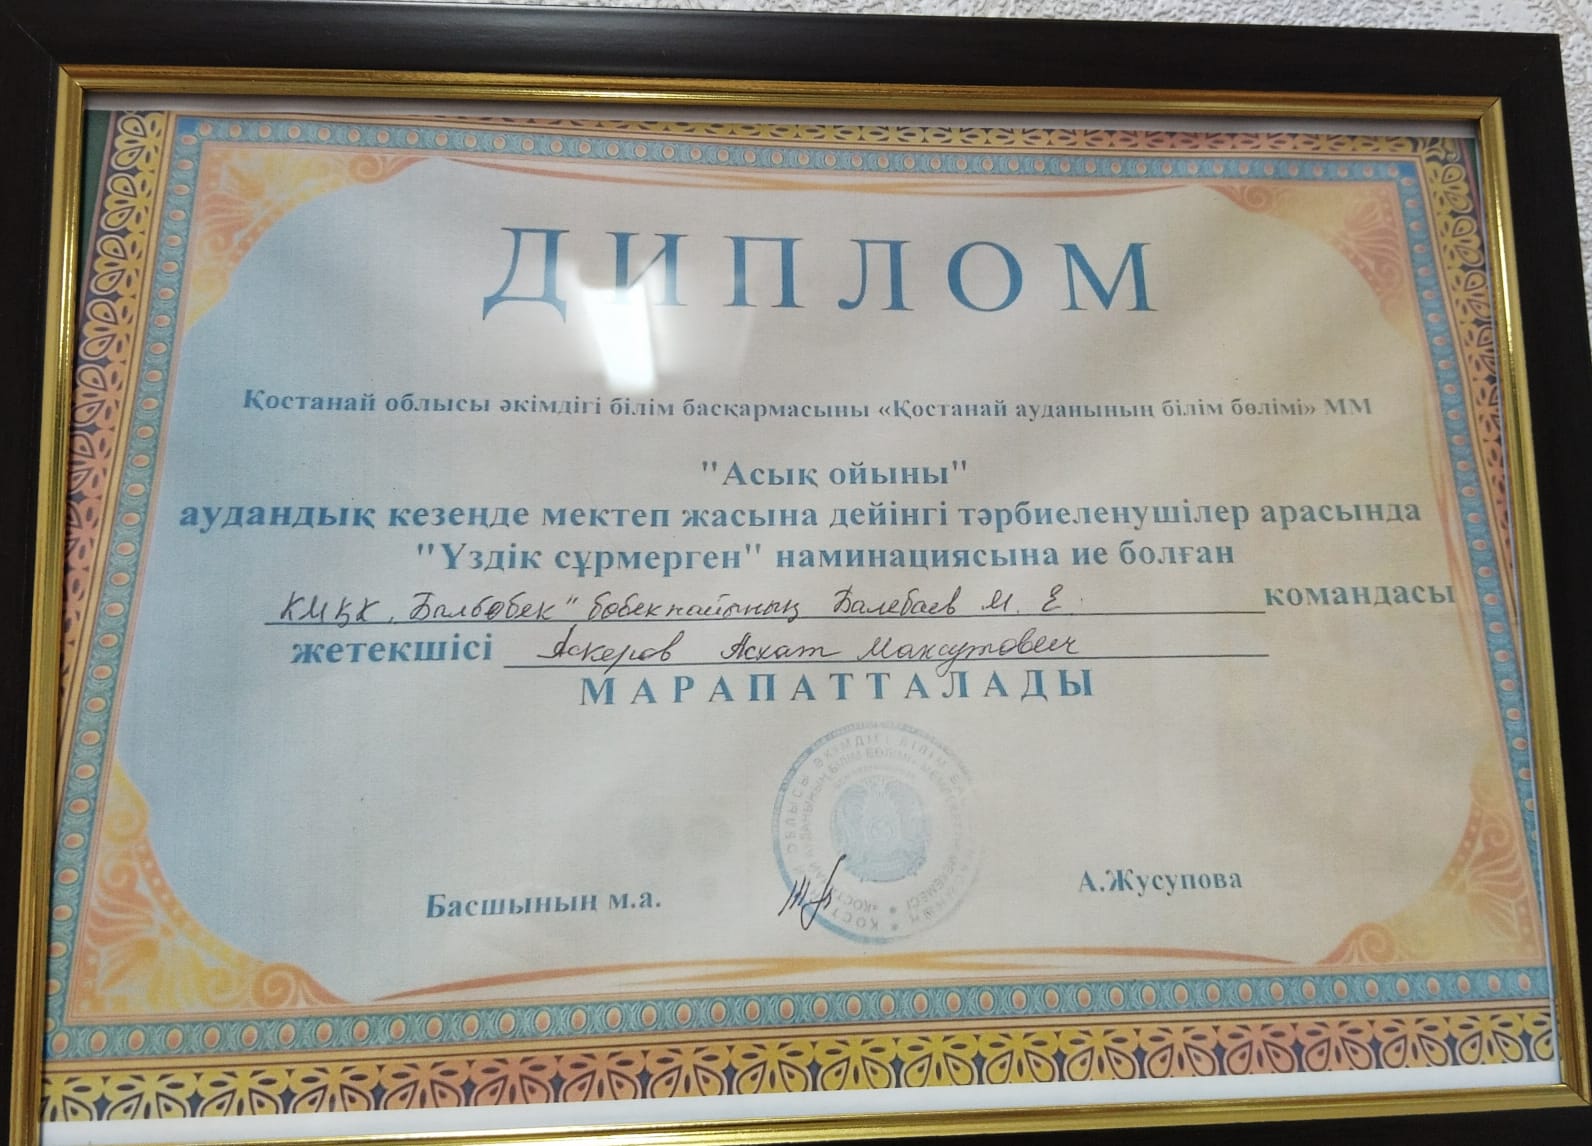 ДИПЛОМ
Қостанай облысы әкімдігі білім басқармасыны «Қостанай ауданының білім бөлімі» ММ
"Асық ойыны"
аудандық кезеңде мектеп жасына дейінгі тәрбиеленушілер арасында
"Үздік сұрмерген" наминациясына ие болған
КМҚК „Балбөбек" бөбекпайының Балебаев М. Е. командасы
жетекшісі Аскеров Асхат Максутович
МАРАПАТТАЛАДЫ
Басшының м.а. А.Жусупова